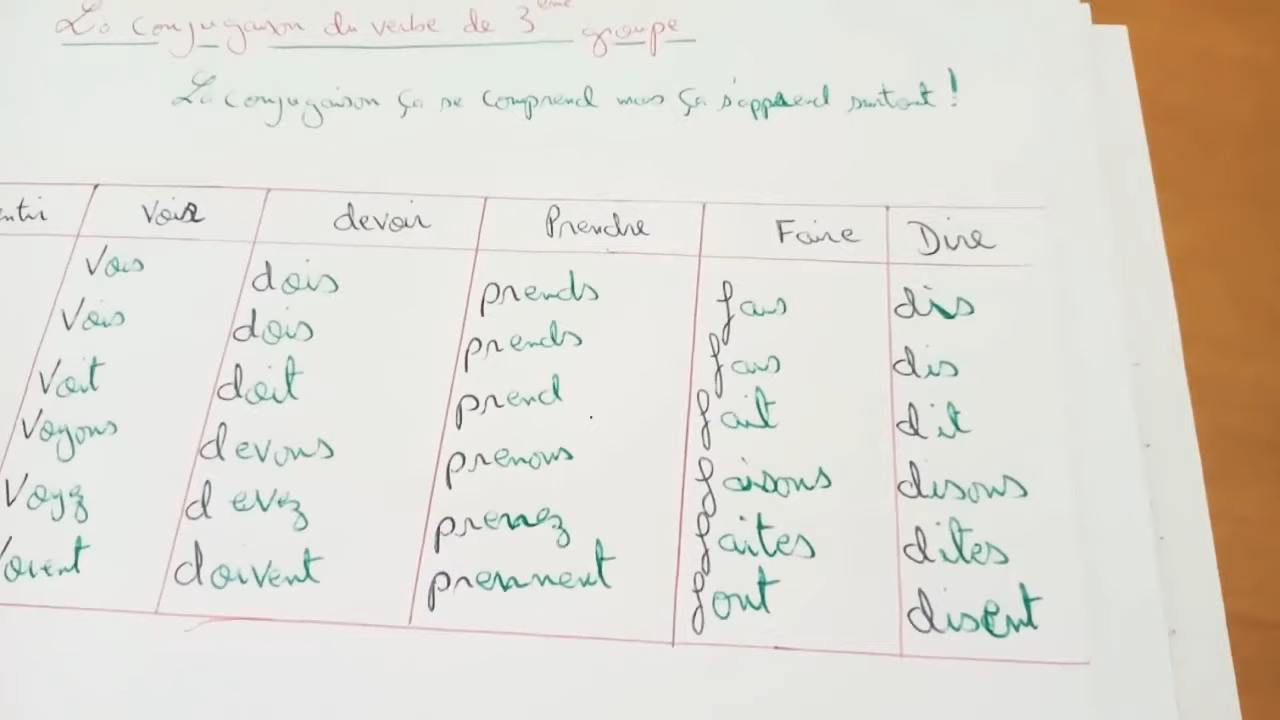 La conjugaison du verbe de 3ème groupe
La conjugaison ça se comprend mais ça s'apprend surtout !
entir voir devoir Prendre Faire Dire
Vois dois prends fais dis
Vois dois prends fais dis
Voit doit prend fait dit
Voyons devons prenons faisons disons
Voyez devez prenez faites dites
Voient doivent prennent font disent